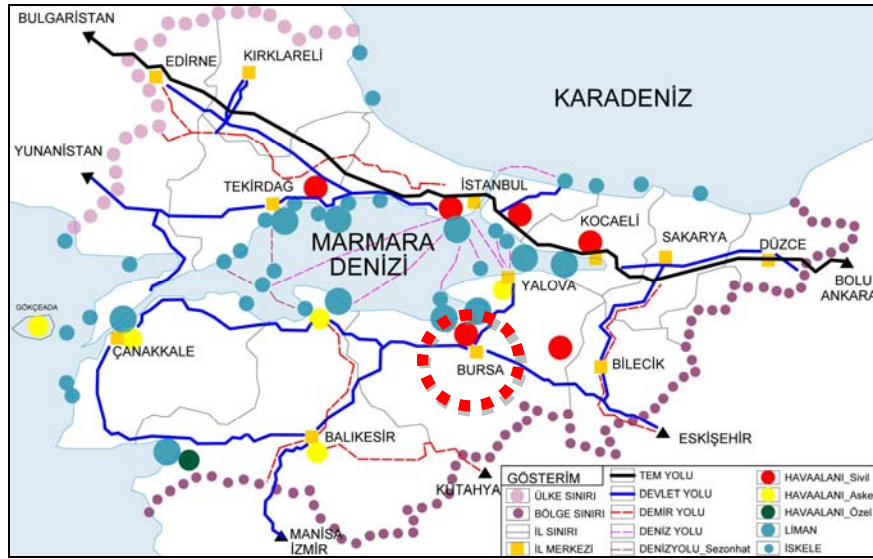 BULGARİSTAN
EDİRNE
KIRKLARELİ
KARADENİZ
YUNANİSTAN
TEKİRDAĞ
İSTANBUL
KOCAELİ
SAKARYA
DÜZCE
MARMARA
DENİZİ
YALOVA
BOLU
ANKARA
GÖKÇEADA
ÇANAKKALE
BURSA
BİLECİK
BALIKESİR
ESKİŞEHİR
KÜTAHYA
MANİSA
İZMİR
GÖSTERİM
ÜLKE SINIRI
BÖLGE SINIRI
İL SINIRI
İL MERKEZİ
TEM YOLU
DEVLET YOLU
DEMİR YOLU
DENİZ YOLU
DENİZYOLU_Sezonhat
HAVAALANI_Sivil
HAVAALANI_Aske
HAVAALANI_Özel
LİMAN
İSKELE